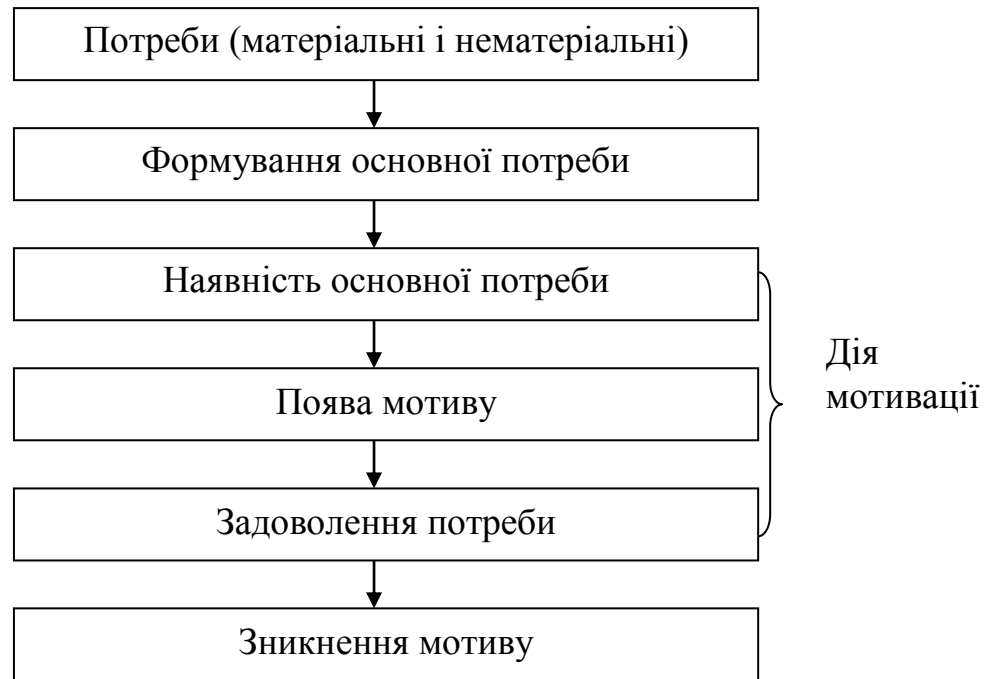 Потреби (матеріальні і нематеріальні)
Формування основної потреби
Наявність основної потреби
Поява мотиву
Задоволення потреби
Зникнення мотиву
Дія
мотивації